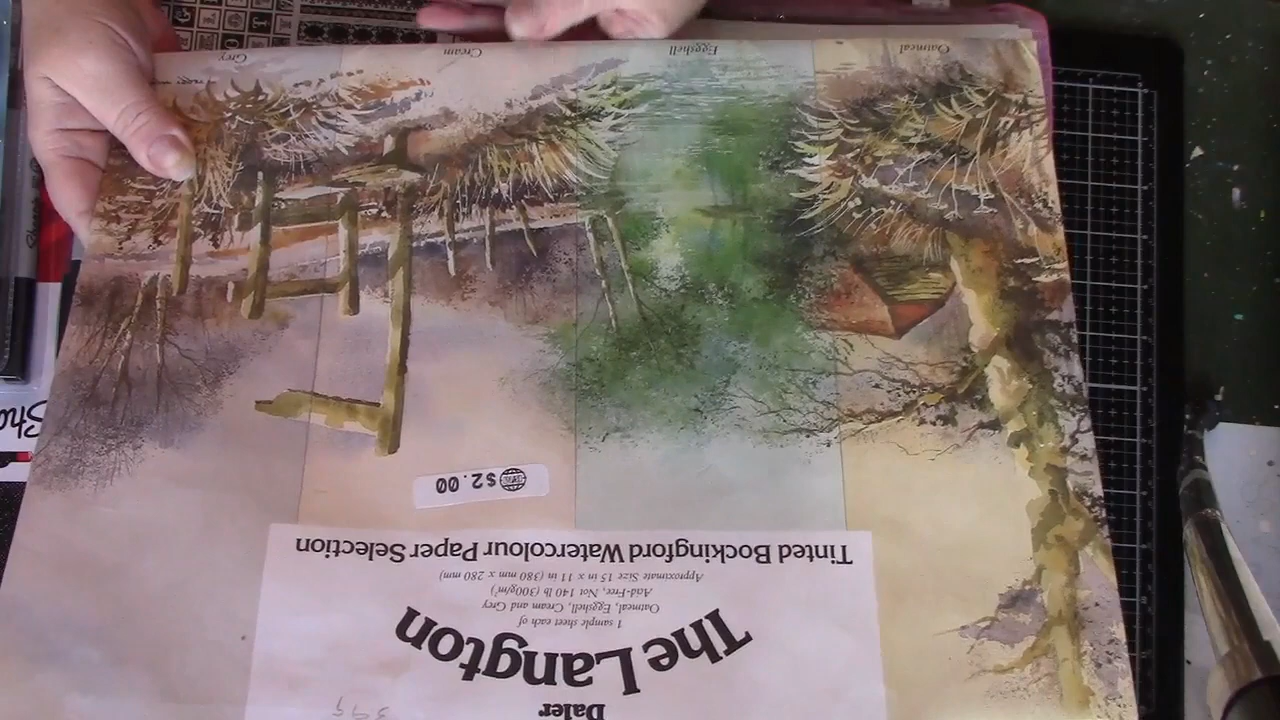 Daler
The Langton
1 sample sheet each of
Oatmeal, Eggshell, Cream and Grey
Acid-Free, Not, 140 lb (300g/m²)
Approximate Size 15 in x 11 in (380 mm x 280 mm)
Tinted Bockingford Watercolour Paper Selection
$2.00
Oatmeal
Eggshell
Cream
Grey